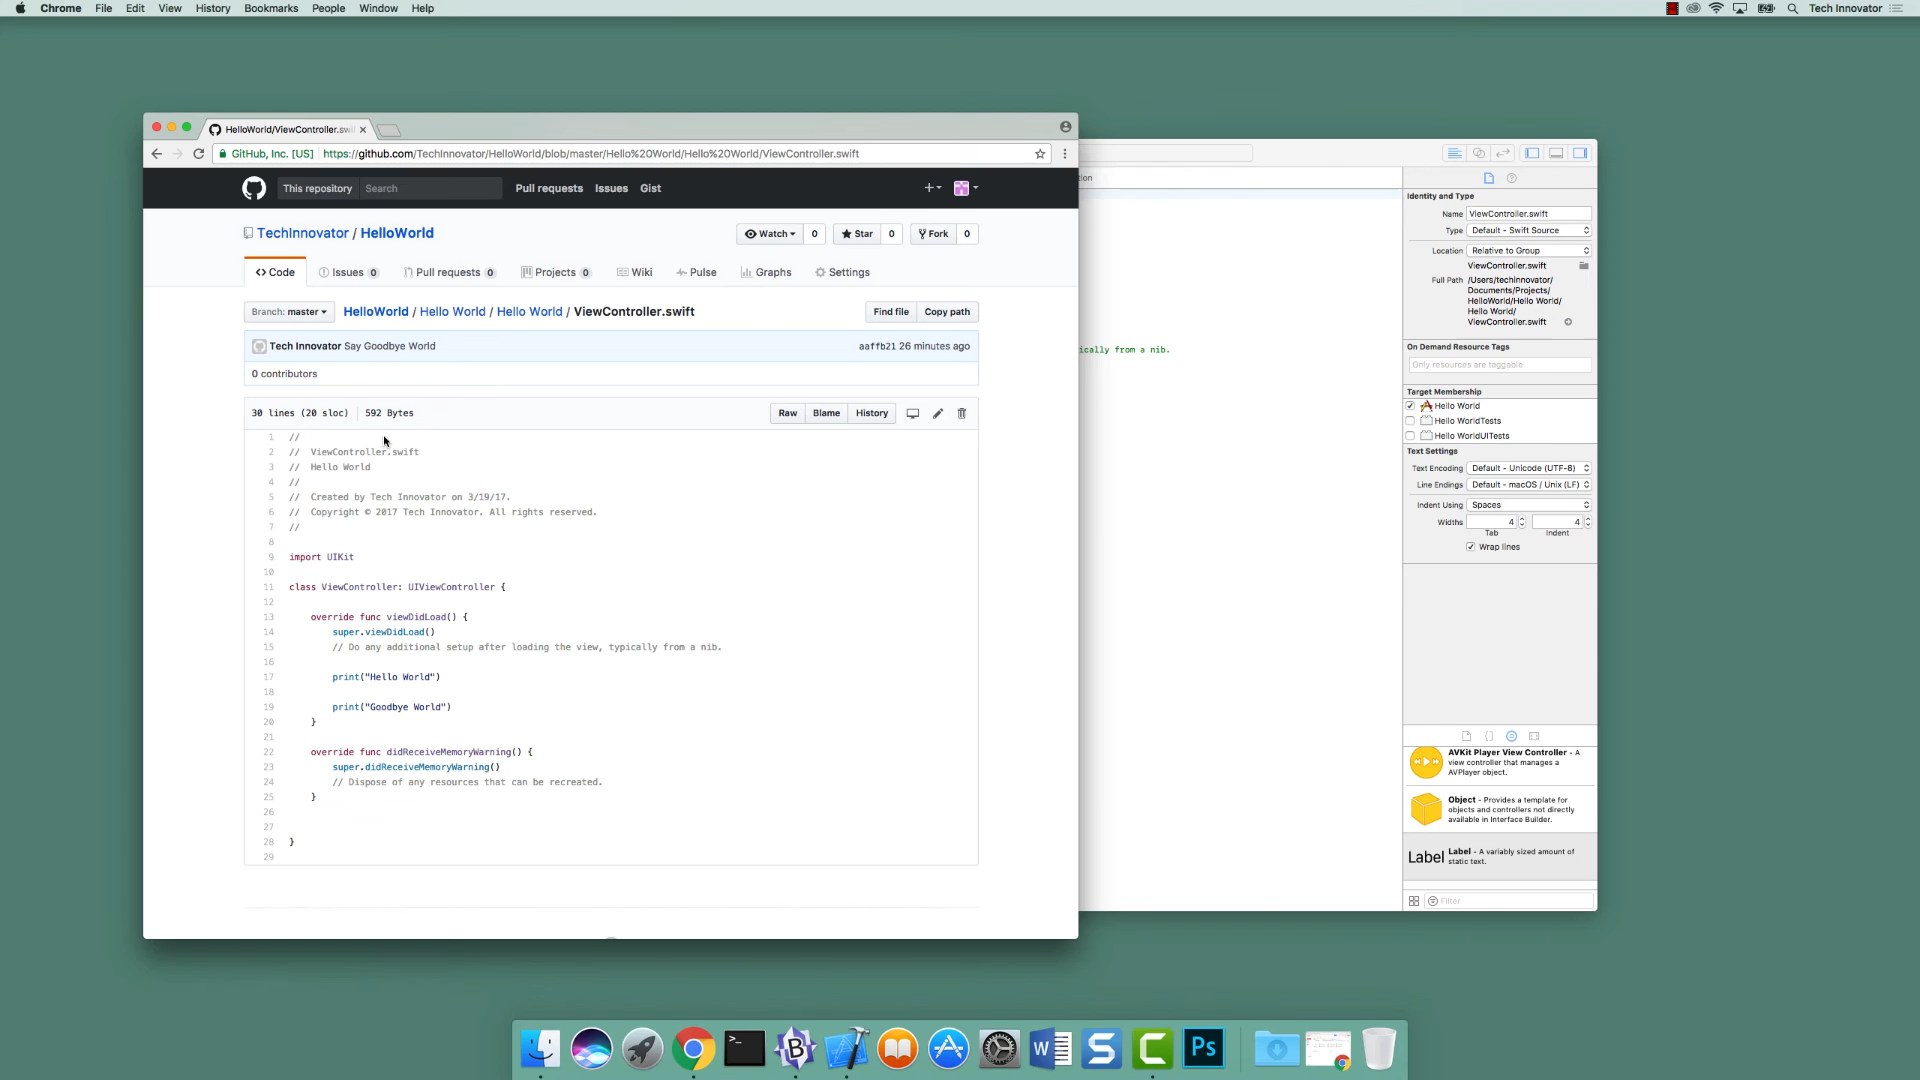 Chrome File Edit View History Bookmarks People Window Help
Tech Innovator
HelloWorld/ViewController.swif
GitHub, Inc. [US] https://github.com/TechInnovator/HelloWorld/blob/master/Hello%20World/Hello%20World/ViewController.swift
This repository Search Pull requests Issues Gist
TechInnovator / HelloWorld
Watch 0 Star 0 Fork 0
<> Code Issues 0 Pull requests 0 Projects 0 Wiki Pulse Graphs Settings
Branch: master HelloWorld / Hello World / Hello World / ViewController.swift Find file Copy path
Tech Innovator Say Goodbye World aaffb21 26 minutes ago
0 contributors
30 lines (20 sloc) 592 Bytes Raw Blame History
1 //
2 //  ViewController.swift
3 //  Hello World
4 //
5 //  Created by Tech Innovator on 3/19/17.
6 //  Copyright © 2017 Tech Innovator. All rights reserved.
7 //
8
9 import UIKit
10
11 class ViewController: UIViewController {
12
13     override func viewDidLoad() {
14         super.viewDidLoad()
15         // Do any additional setup after loading the view, typically from a nib.
16
17         print("Hello World")
18
19         print("Goodbye World")
20     }
21
22     override func didReceiveMemoryWarning() {
23         super.didReceiveMemoryWarning()
24         // Dispose of any resources that can be recreated.
25     }
26
27
28 }
29
tion
ically from a nib.
Identity and Type
Name ViewController.swift
Type Default - Swift Source
Location Relative to Group
ViewController.swift
Full Path /Users/techinnovator/
Documents/Projects/
HelloWorld/Hello World/
Hello World/
ViewController.swift
On Demand Resource Tags
Only resources are taggable
Target Membership
Hello World
Hello WorldTests
Hello WorldUITests
Text Settings
Text Encoding Default - Unicode (UTF-8)
Line Endings Default - macOS / Unix (LF)
Indent Using Spaces
Widths 4 4
Tab Indent
Wrap lines
AVKit Player View Controller - A
view controller that manages a
AVPlayer object.
Object - Provides a template for
objects and controllers not directly
available in Interface Builder.
Label Label - A variably sized amount of
static text.
Filter
>_ B W S C Ps